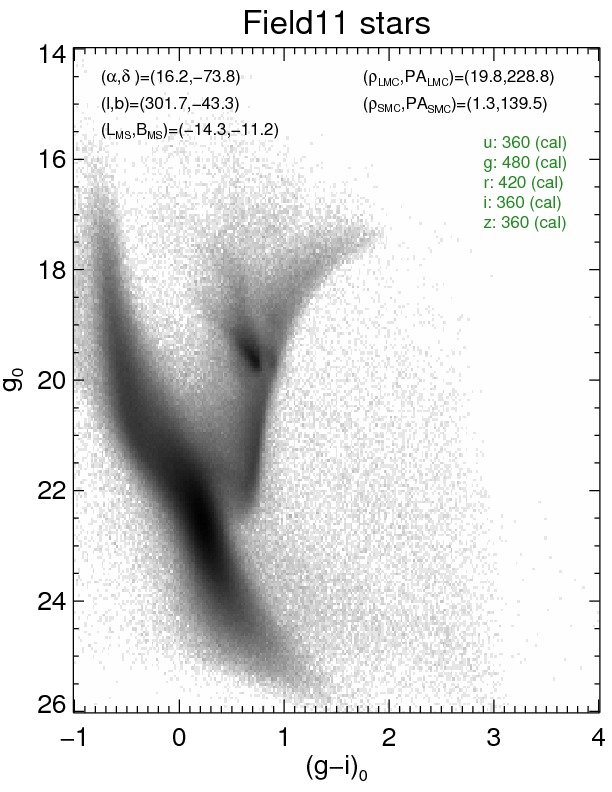 Field11 stars
(α,δ )=(16.2,−73.8)
(ρLMC,PALMC)=(19.8,228.8)
(l,b)=(301.7,−43.3)
(ρSMC,PASMC)=(1.3,139.5)
(LMS,BMS)=(−14.3,−11.2)
u: 360 (cal)
g: 480 (cal)
r: 420 (cal)
i: 360 (cal)
z: 360 (cal)
14
16
18
20
22
24
26
g0
−1 0 1 2 3 4
(g−i)0